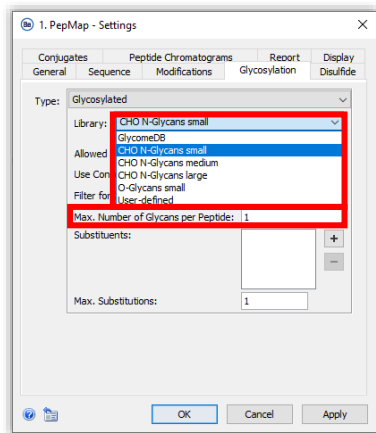 1. PepMap - Settings
Conjugates Peptide Chromatograms Report Display
General Sequence Modifications Glycosylation Disulfide
Type: Glycosylated
Library: CHO N-Glycans small
GlycomeDB
Allowed CHO N-Glycans small
CHO N-Glycans medium
Use Con CHO N-Glycans large
O-Glycans small
Filter for User-defined
Max. Number of Glycans per Peptide: 1
Substituents:
+
−
Max. Substitutions: 1
OK Cancel Apply